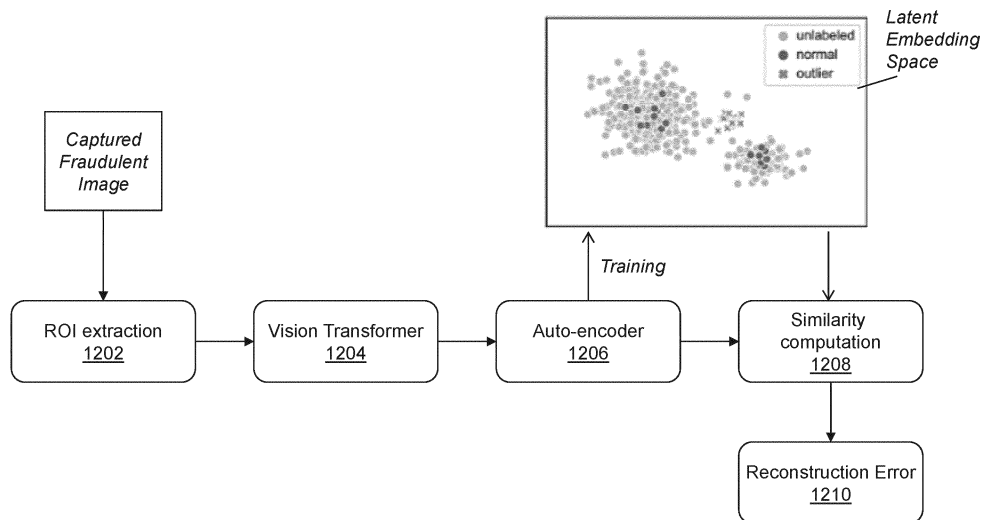 Latent
Embedding
Space
unlabeled
normal
outlier
Captured
Fraudulent
Image
Training
ROI extraction
1202
Vision Transformer
1204
Auto-encoder
1206
Similarity
computation
1208
Reconstruction Error
1210